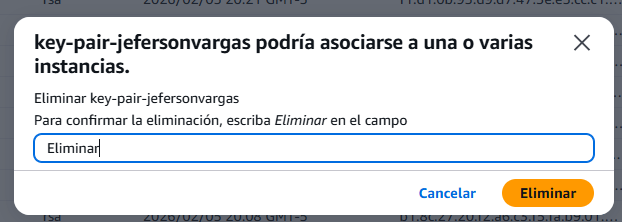 key-pair-jefersonvargas podría asociarse a una o varias
instancias.
Eliminar key-pair-jefersonvargas
Para confirmar la eliminación, escriba Eliminar en el campo
Eliminar
Cancelar
Eliminar